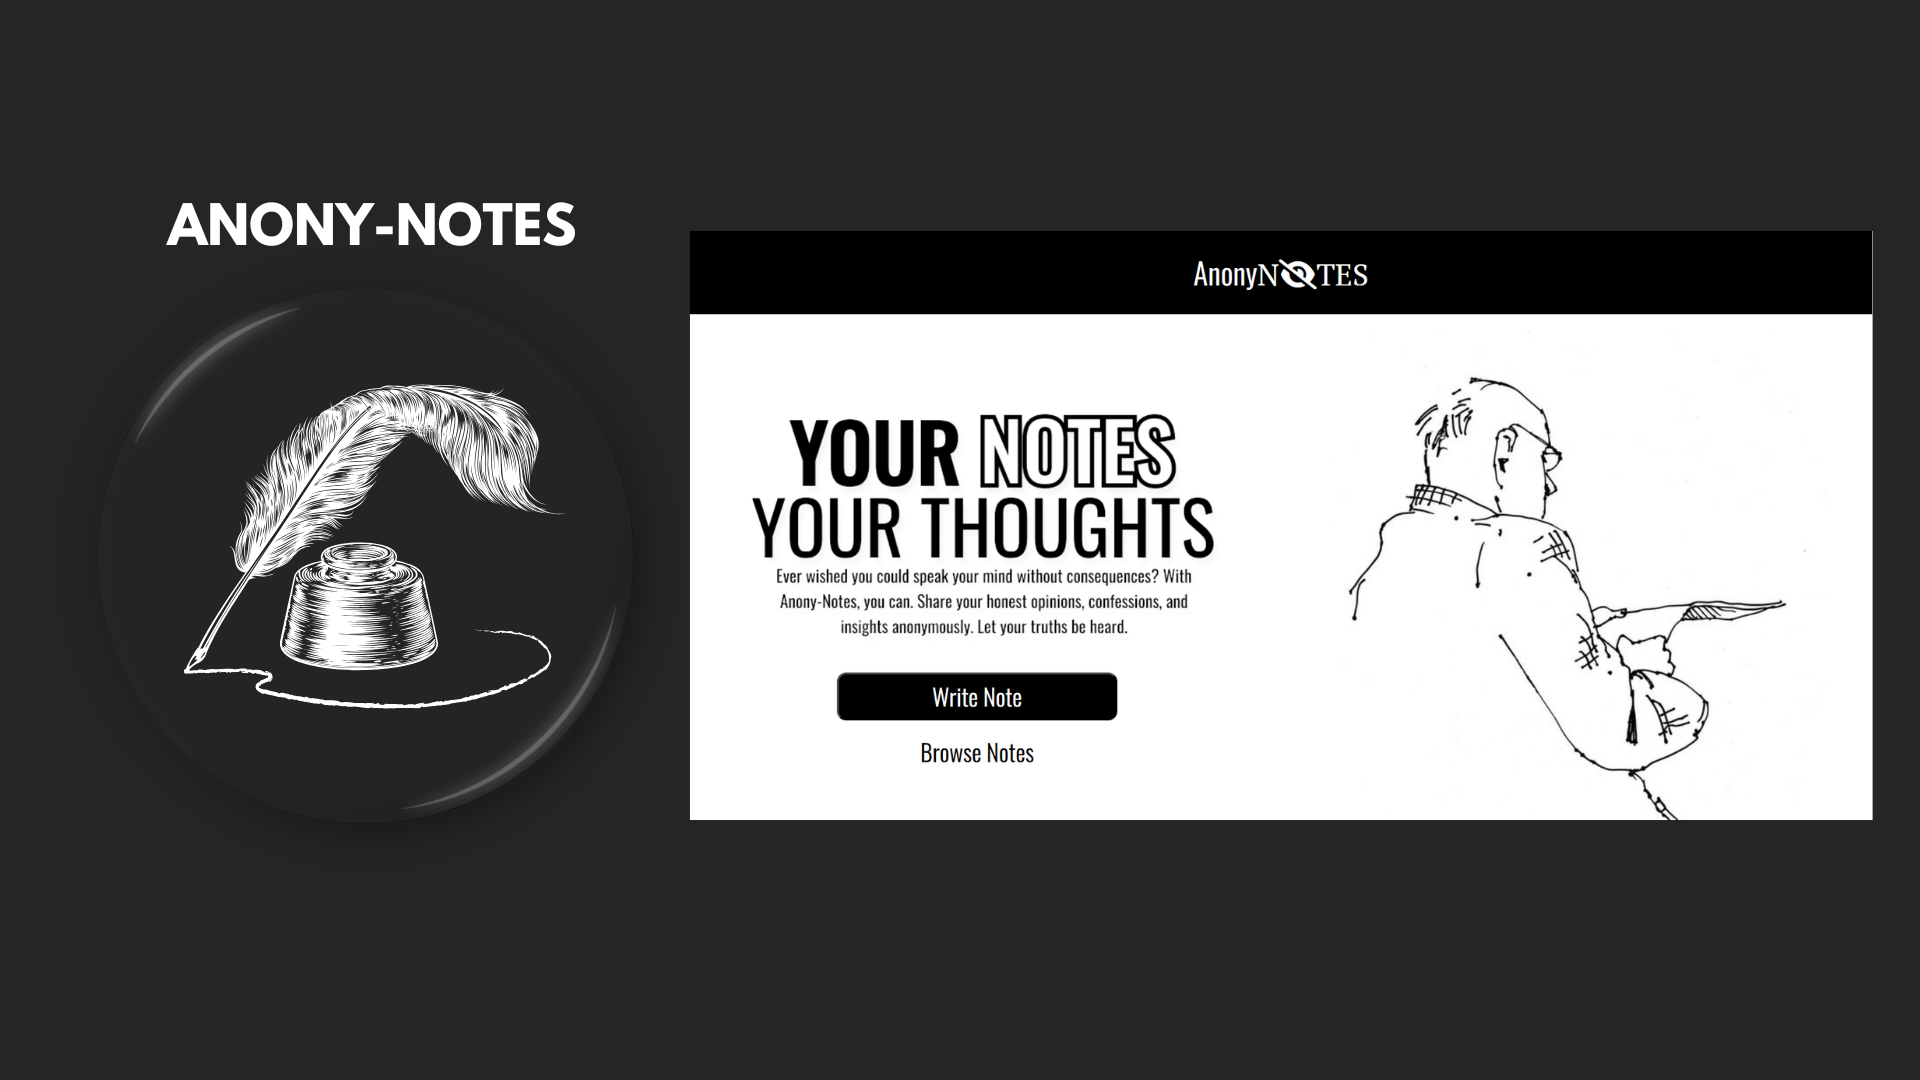 ANONY-NOTES
AnonyNOTES
YOUR NOTES
YOUR THOUGHTS
Ever wished you could speak your mind without consequences? With
Anony-Notes, you can. Share your honest opinions, confessions, and
insights anonymously. Let your truths be heard.
Write Note
Browse Notes